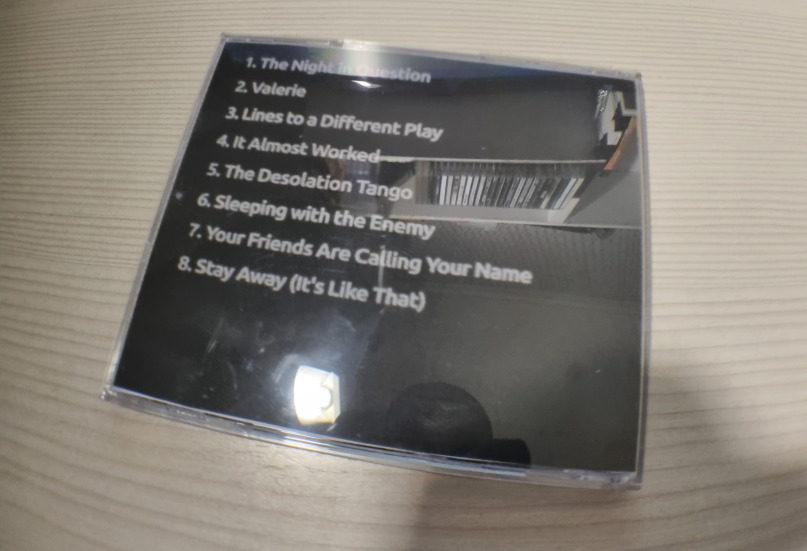 1. The Night in Question
2. Valerie
3. Lines to a Different Play
4. It Almost Worked
5. The Desolation Tango
6. Sleeping with the Enemy
7. Your Friends Are Calling Your Name
8. Stay Away (It's Like That)